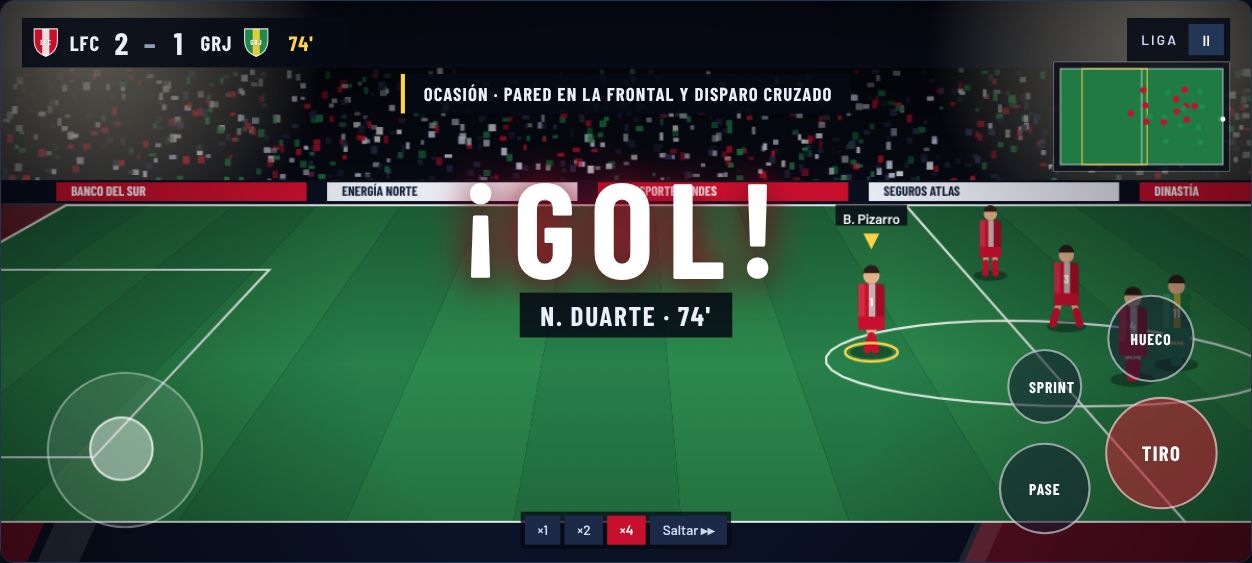 LFC 2 – 1 GRJ 74'
LIGA
OCASIÓN · PARED EN LA FRONTAL Y DISPARO CRUZADO
BANCO DEL SUR
ENERGÍA NORTE
SEGUROS ATLAS
DINASTÍA
¡GOL!
N. DUARTE · 74'
B. Pizarro
HUECO
SPRINT
TIRO
PASE
×1 ×2 ×4 Saltar ▸▸